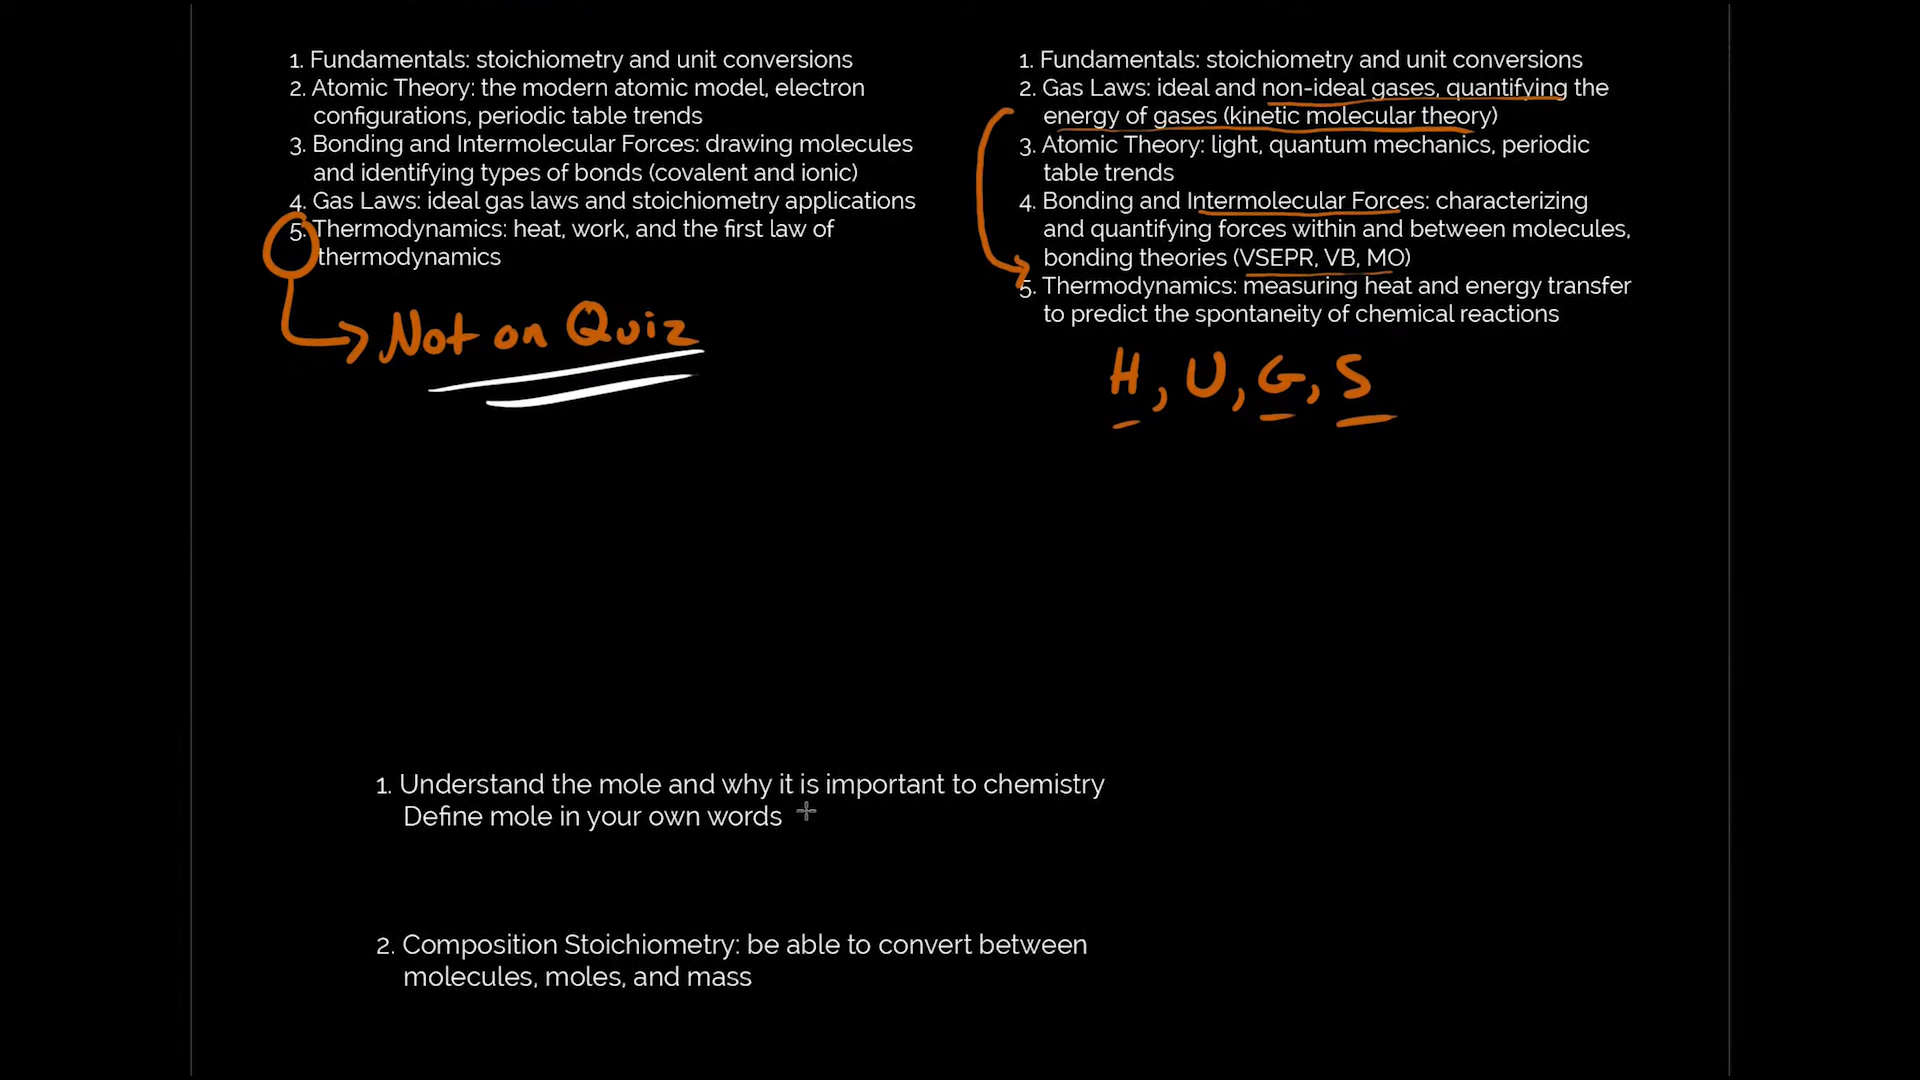 1. Fundamentals: stoichiometry and unit conversions
2. Atomic Theory: the modern atomic model, electron
configurations, periodic table trends
3. Bonding and Intermolecular Forces: drawing molecules
and identifying types of bonds (covalent and ionic)
4. Gas Laws: ideal gas laws and stoichiometry applications
5. Thermodynamics: heat, work, and the first law of
thermodynamics
Not on Quiz
1. Fundamentals: stoichiometry and unit conversions
2. Gas Laws: ideal and non-ideal gases, quantifying the
energy of gases (kinetic molecular theory)
3. Atomic Theory: light, quantum mechanics, periodic
table trends
4. Bonding and Intermolecular Forces: characterizing
and quantifying forces within and between molecules,
bonding theories (VSEPR, VB, MO)
5. Thermodynamics: measuring heat and energy transfer
to predict the spontaneity of chemical reactions
H, U, G, S
1. Understand the mole and why it is important to chemistry
Define mole in your own words
2. Composition Stoichiometry: be able to convert between
molecules, moles, and mass